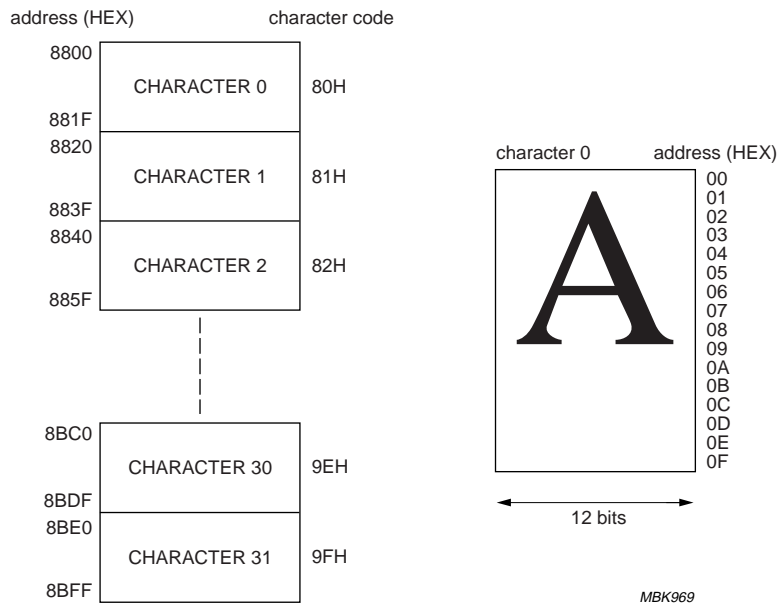 address (HEX) character code
8800
CHARACTER 0 80H
881F
8820
CHARACTER 1 81H
883F
8840
CHARACTER 2 82H
885F
8BC0
CHARACTER 30 9EH
8BDF
8BE0
CHARACTER 31 9FH
8BFF
character 0 address (HEX)
A
00
01
02
03
04
05
06
07
08
09
0A
0B
0C
0D
0E
0F
12 bits
MBK969